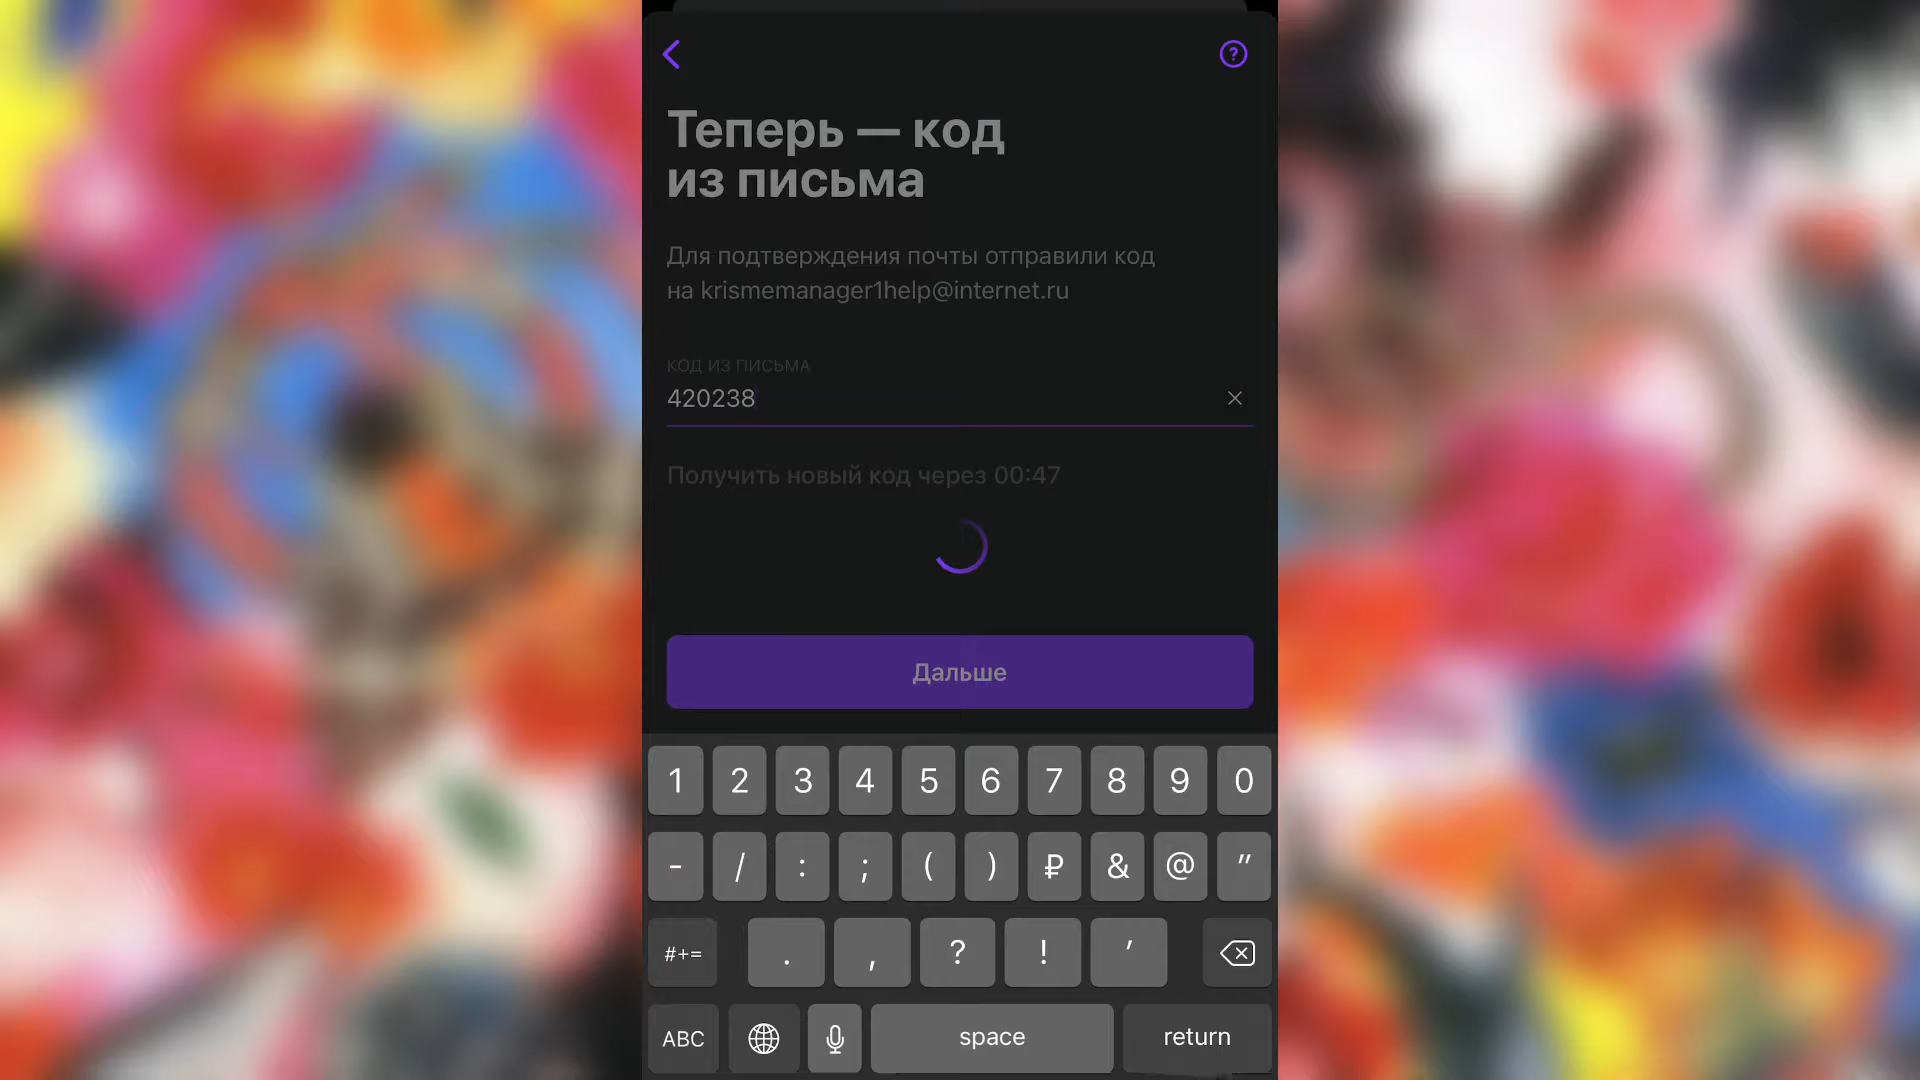 Теперь — код
из письма
Для подтверждения почты отправили код
на krismemanager1help@internet.ru
КОД ИЗ ПИСЬМА
420238
Получить новый код через 00:47
Дальше
1 2 3 4 5 6 7 8 9 0
- / : ; ( ) ₽ & @ "
#+= . , ? ! '
ABC space return